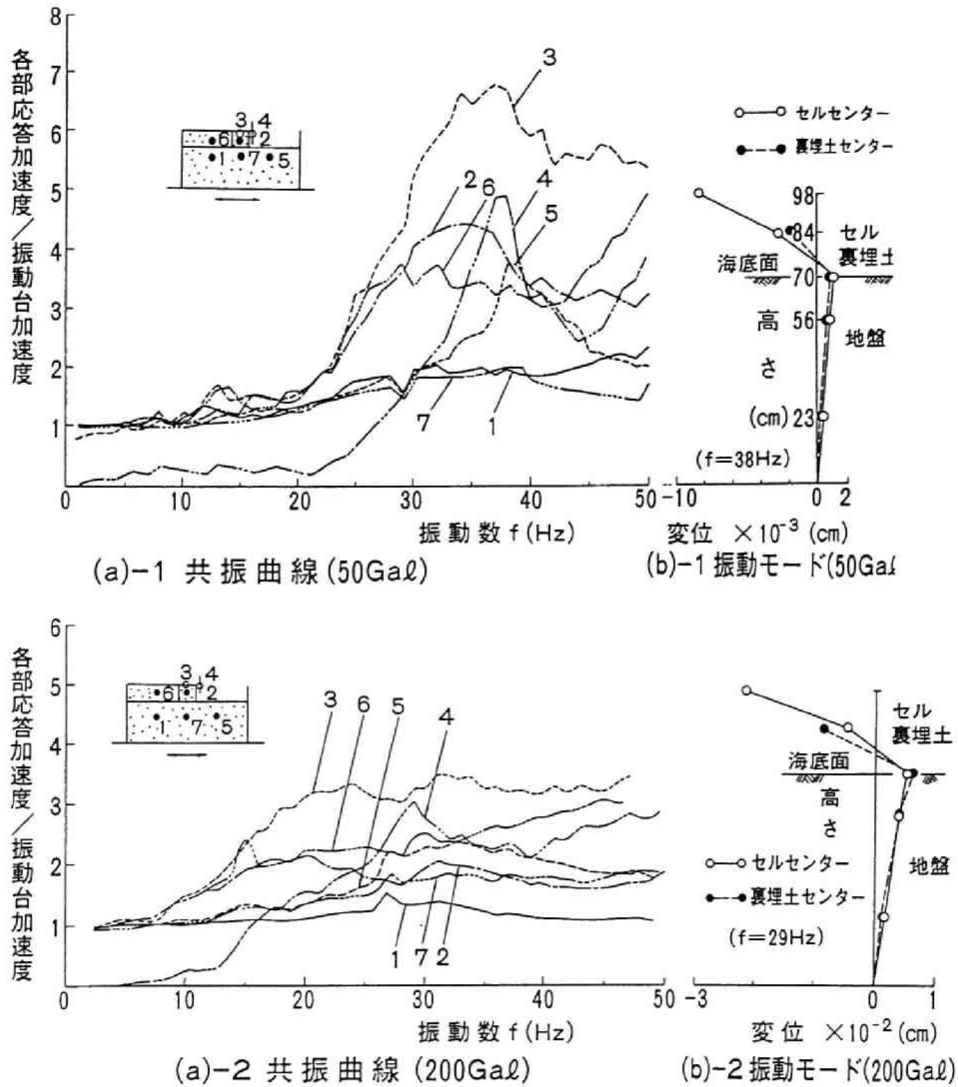 各部応答加速度/振動台加速度
8
7
6
5
4
3
2
1
0 10 20 30 40 50
3 4
6 2
1 7 5
3
2 6 4
5
7 1
振動数 f (Hz)
(a)-1 共振曲線(50Gaℓ)
セルセンター
裏埋土センター
98
84
70
56
23
セル
裏埋土
海底面
高さ
(cm)
地盤
(f=38Hz)
-10 0 2
変位 ×10⁻³ (cm)
(b)-1 振動モード(50Gaℓ
各部応答加速度/振動台加速度
6
5
4
3
2
1
0 10 20 30 40 50
3 4
6 2
1 7 5
3 6 5 4
1 7 2
振動数 f (Hz)
(a)-2 共振曲線(200Gaℓ)
セル
裏埋土
海底面
高さ
地盤
セルセンター
裏埋土センター
(f=29Hz)
-3 0 1
変位 ×10⁻² (cm)
(b)-2 振動モード(200Gaℓ)